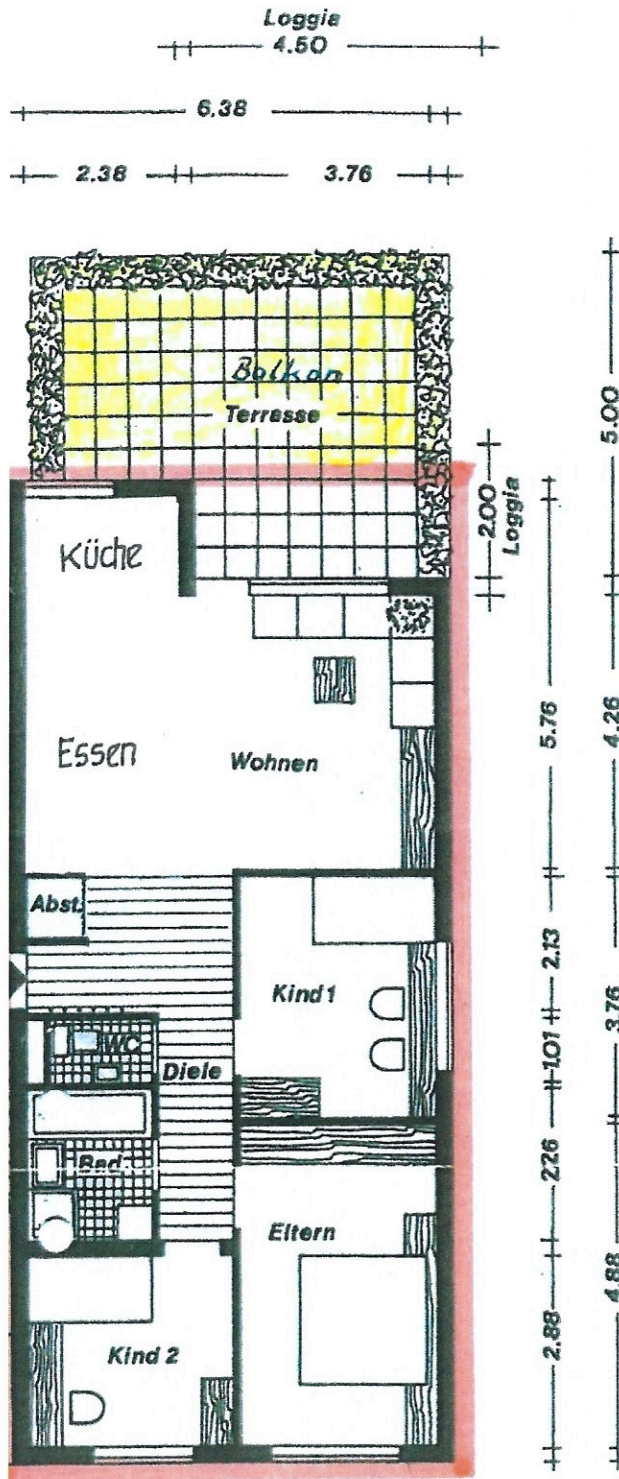 Loggia
4.50
6.38
2.38 3.76
Balkon
Terrasse
5.00
2.00
Loggia
Küche
Essen
Wohnen
5.76
4.26
Abst.
Kind 1
2.13
3.76
WC
Diele
1.01
Bad
2.26
Eltern
4.88
Kind 2
2.88